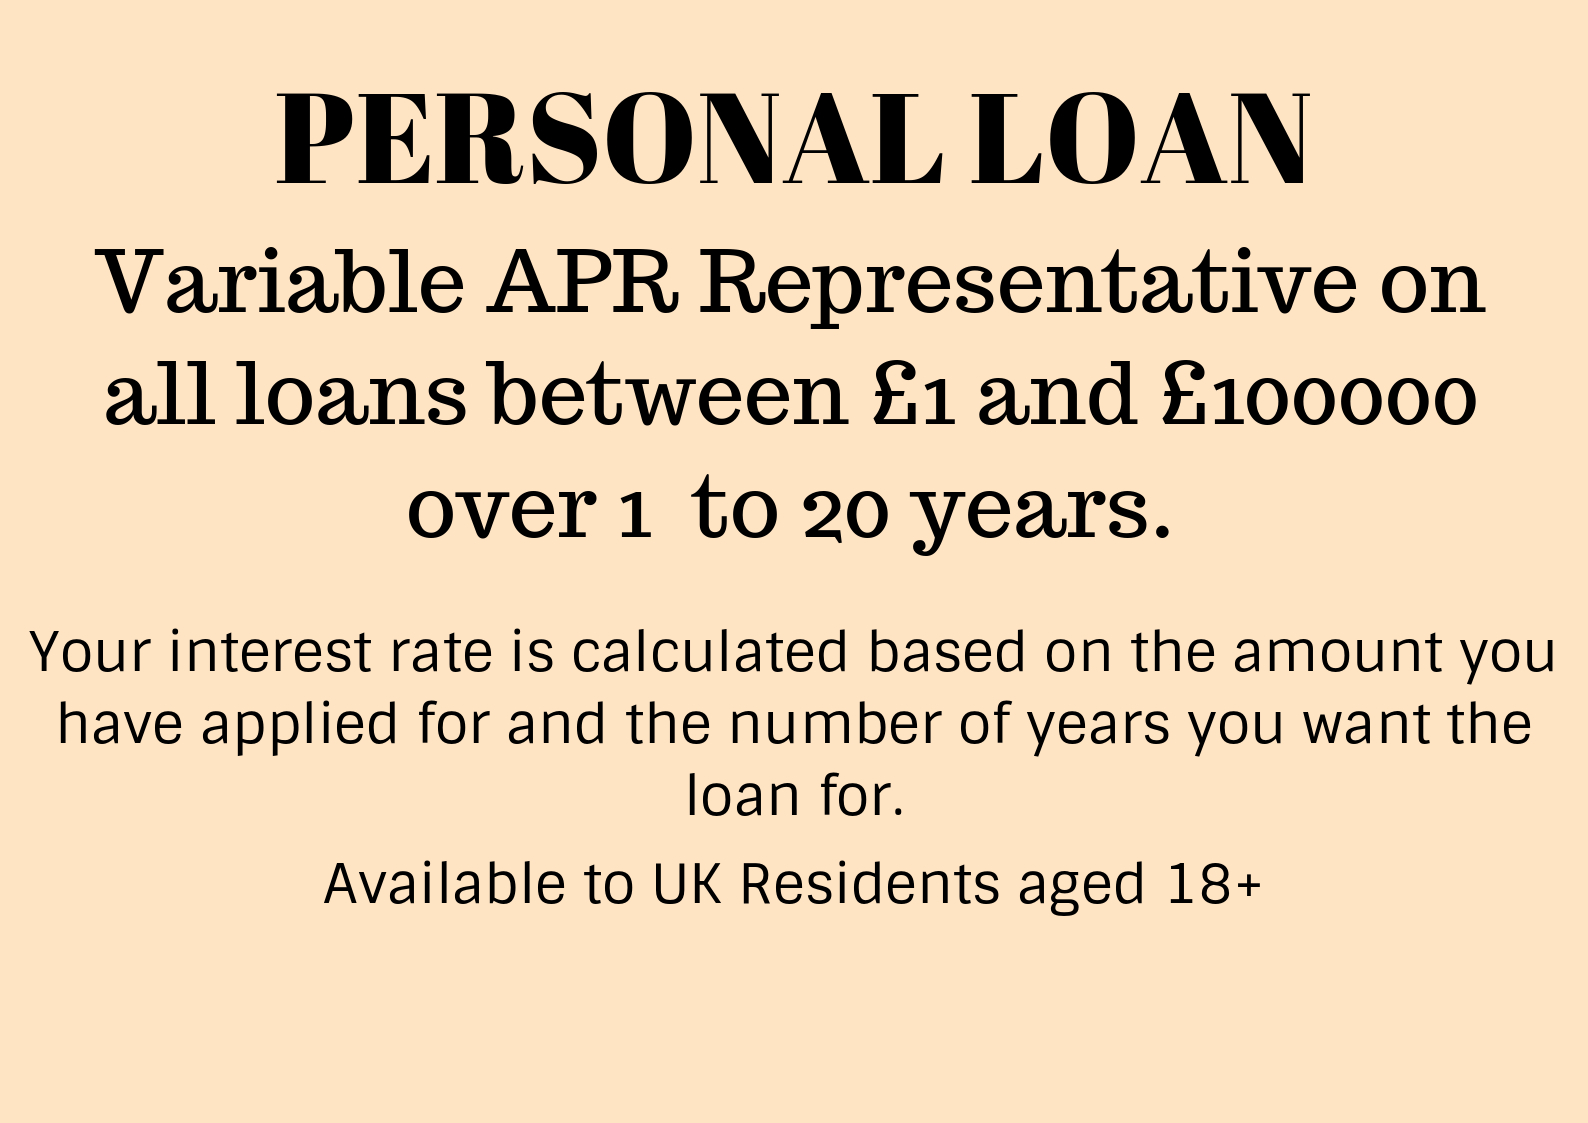 PERSONAL LOAN
Variable APR Representative on
all loans between £1 and £100000
over 1 to 20 years.
Your interest rate is calculated based on the amount you
have applied for and the number of years you want the
loan for.
Available to UK Residents aged 18+